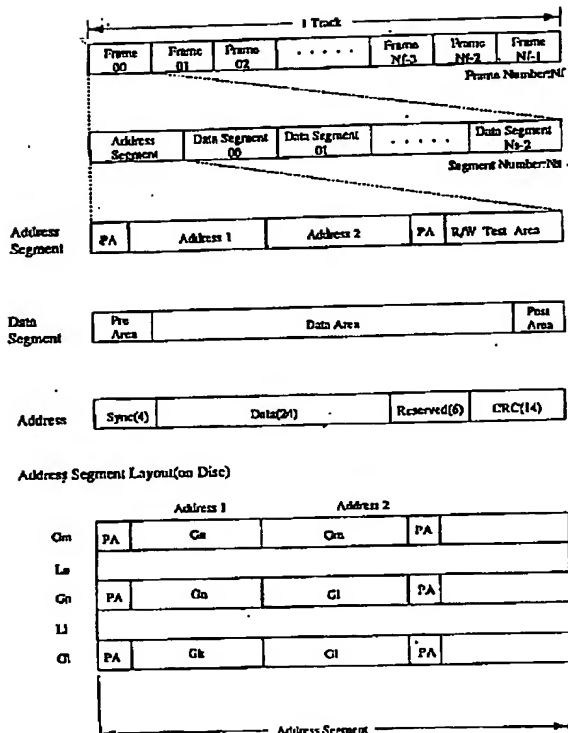 1 Track
Frame 00 Frame 01 Frame 02 . . . . . Frame Nf-3 Frame Nf-2 Frame Nf-1
Frame Number:Nf
Address Segment Data Segment 00 Data Segment 01 . . . . . Data Segment Ns-2
Segment Number:Ns
Address Segment PA Address 1 Address 2 PA R/W Test Area
Data Segment Pre Area Data Area Post Area
Address Sync(4) Data(24) Reserved(6) CRC(14)
Address Segment Layout(on Disc)
Address 1 Address 2
Gm PA Gn Gm PA
Gn PA Gn Gl PA
Gl PA Gk Gl PA
Address Segment